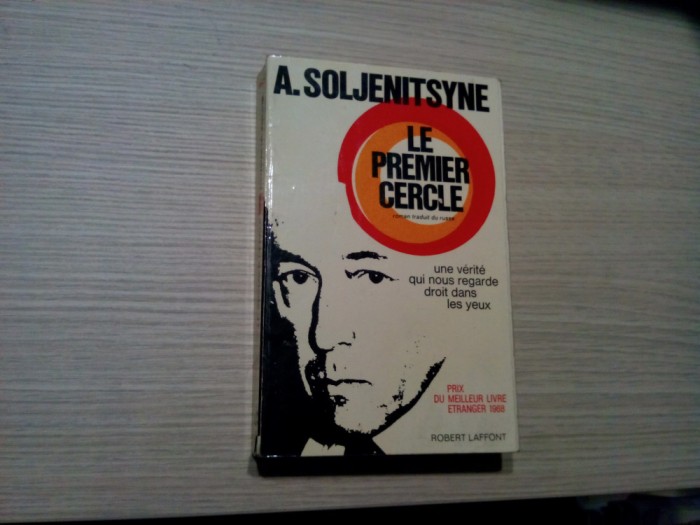 A. SOLJENITSYNE
LE
PREMIER
CERCLE
roman traduit du russe
une vérité
qui nous regarde
droit dans
les yeux
PRIX
DU MEILLEUR LIVRE
ETRANGER 1968
ROBERT LAFFONT